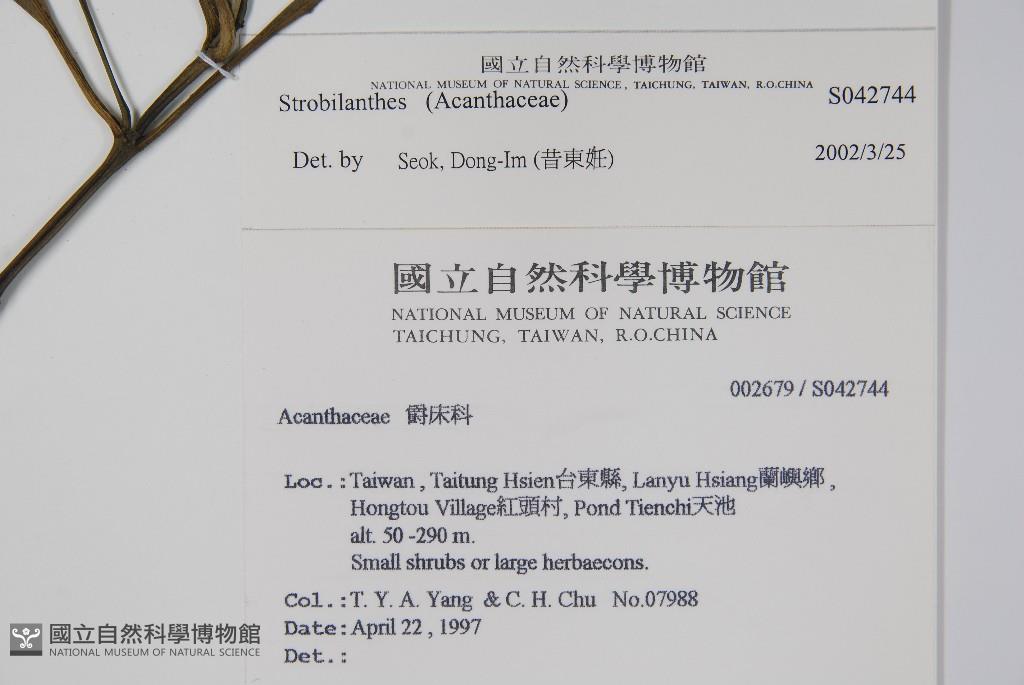 國立自然科學博物館
NATIONAL MUSEUM OF NATURAL SCIENCE, TAICHUNG, TAIWAN, R.O.CHINA
Strobilanthes (Acanthaceae) S042744
Det. by Seok, Dong-Im (昔東妊) 2002/3/25
國立自然科學博物館
NATIONAL MUSEUM OF NATURAL SCIENCE
TAICHUNG, TAIWAN, R.O.CHINA
002679 / S042744
Acanthaceae 爵床科
Loc.: Taiwan , Taitung Hsien台東縣, Lanyu Hsiang蘭嶼鄉 ,
Hongtou Village紅頭村, Pond Tienchi天池
alt. 50 -290 m.
Small shrubs or large herbaecons.
Col.: T. Y. A. Yang & C. H. Chu No.07988
Date: April 22 , 1997
Det.:
國立自然科學博物館
NATIONAL MUSEUM OF NATURAL SCIENCE